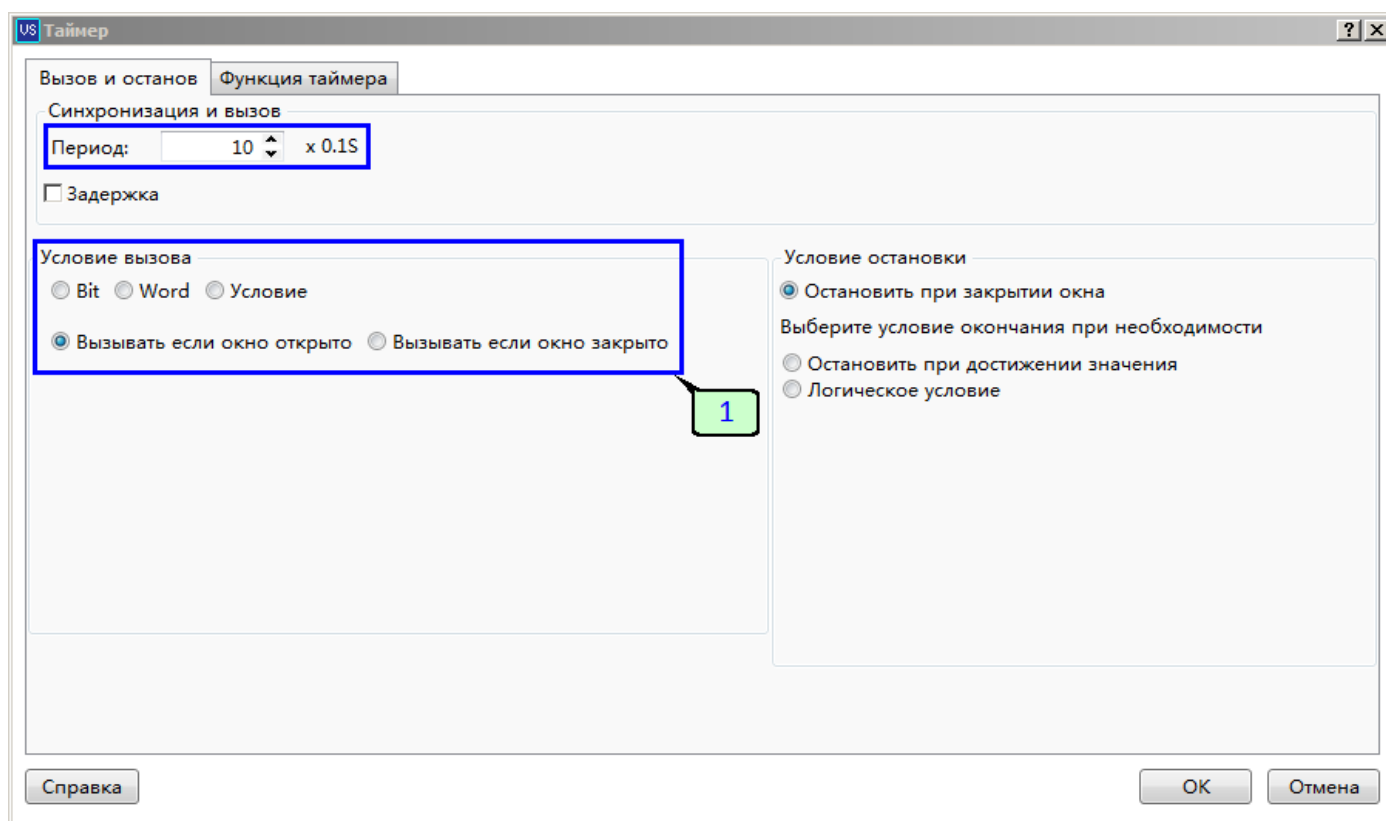 US Таймер ? X
Вызов и останов Функция таймера
Синхронизация и вызов
Период: 10 x 0.1S
Задержка
Условие вызова
Bit Word Условие
Вызывать если окно открыто Вызывать если окно закрыто
1
Условие остановки
Остановить при закрытии окна
Выберите условие окончания при необходимости
Остановить при достижении значения
Логическое условие
Справка OK Отмена